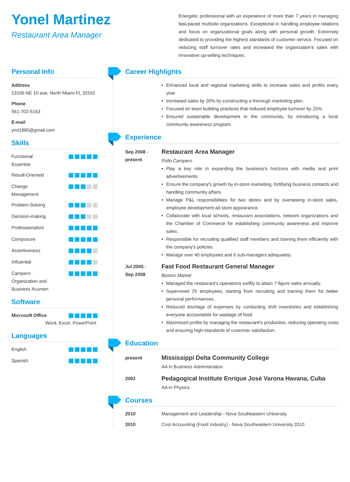 Yonel Martinez
Restaurant Area Manager
Energetic professional with an experience of more than 7 years in managing
fast-paced multisite organizations. Exceptional in handling employee relations
and focus on organizational goals along with personal growth. Extremely
dedicated to providing the highest standards of customer service. Focused on
reducing staff turnover rates and increased the organization's sales with
innovative up-selling techniques.
Personal Info
Address
13105 NE 10 ave, North Miami FL 33161
Phone
561-702-5163
E-mail
ymt1980@gmail.com
Skills
Functional
Expertise
Result-Oriented
Change
Management
Problem Solving
Decision-making
Professionalism
Composure
Assertiveness
Influential
Campero
Organization and
Business Acumen
Software
Microsoft Office
Word, Excel, PowerPoint
Languages
English
Spanish
Career Highlights
• Enhanced local and regional marketing skills to increase sales and profits every
year.
• Increased sales by 20% by constructing a thorough marketing plan.
• Focused on team building practices that reduced employee turnover by 25%.
• Ensured sustainable development in the community, by introducing a local
community awareness program.
Experience
Sep 2008 -
present
Restaurant Area Manager
Pollo Campero
• Play a key role in expanding the business's horizons with media and print
advertisements.
• Ensure the company's growth by in-store marketing, fortifying business contacts and
handling community affairs.
• Manage P&L responsibilities for two stores and by overseeing in-store sales,
employee development ad store appearance.
• Collaborate with local schools, restaurant associations, network organizations and
the Chamber of Commerce for establishing community awareness and improve
sales.
• Responsible for recruiting qualified staff members and training them efficiently with
the company's policies.
• Manage over 40 employees and 6 sub-managers adequately.
Jul 2005 -
Sep 2008
Fast Food Restaurant General Manager
Boston Market
• Managed the restaurant's operations swiftly to attain 7-figure sales annually.
• Supervised 25 employees, starting from recruiting and training them for better
personal performances.
• Reduced shortage of expenses by conducting shift inventories and establishing
everyone accountable for wastage of food.
• Maximized profits by managing the restaurant's production, reducing operating costs
and ensuring high-standards of customer satisfaction.
Education
present
Mississippi Delta Community College
AA in Business Administration
2002
Pedagogical Institute Enrique José Varona Havana, Cuba
AA in Physics
Courses
2010
Management and Leadership - Nova Southeastern University
2010
Cost Accounting (Food Industry) - Nova Southeastern University 2010